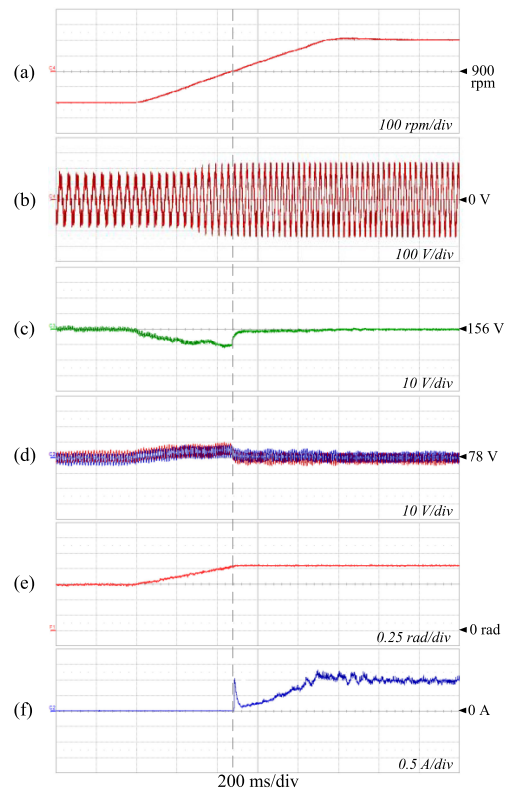 (a)
◄ 900 rpm
100 rpm/div
(b)
◄ 0 V
100 V/div
(c)
◄ 156 V
10 V/div
(d)
◄ 78 V
10 V/div
(e)
◄ 0 rad
0.25 rad/div
(f)
◄ 0 A
0.5 A/div
200 ms/div